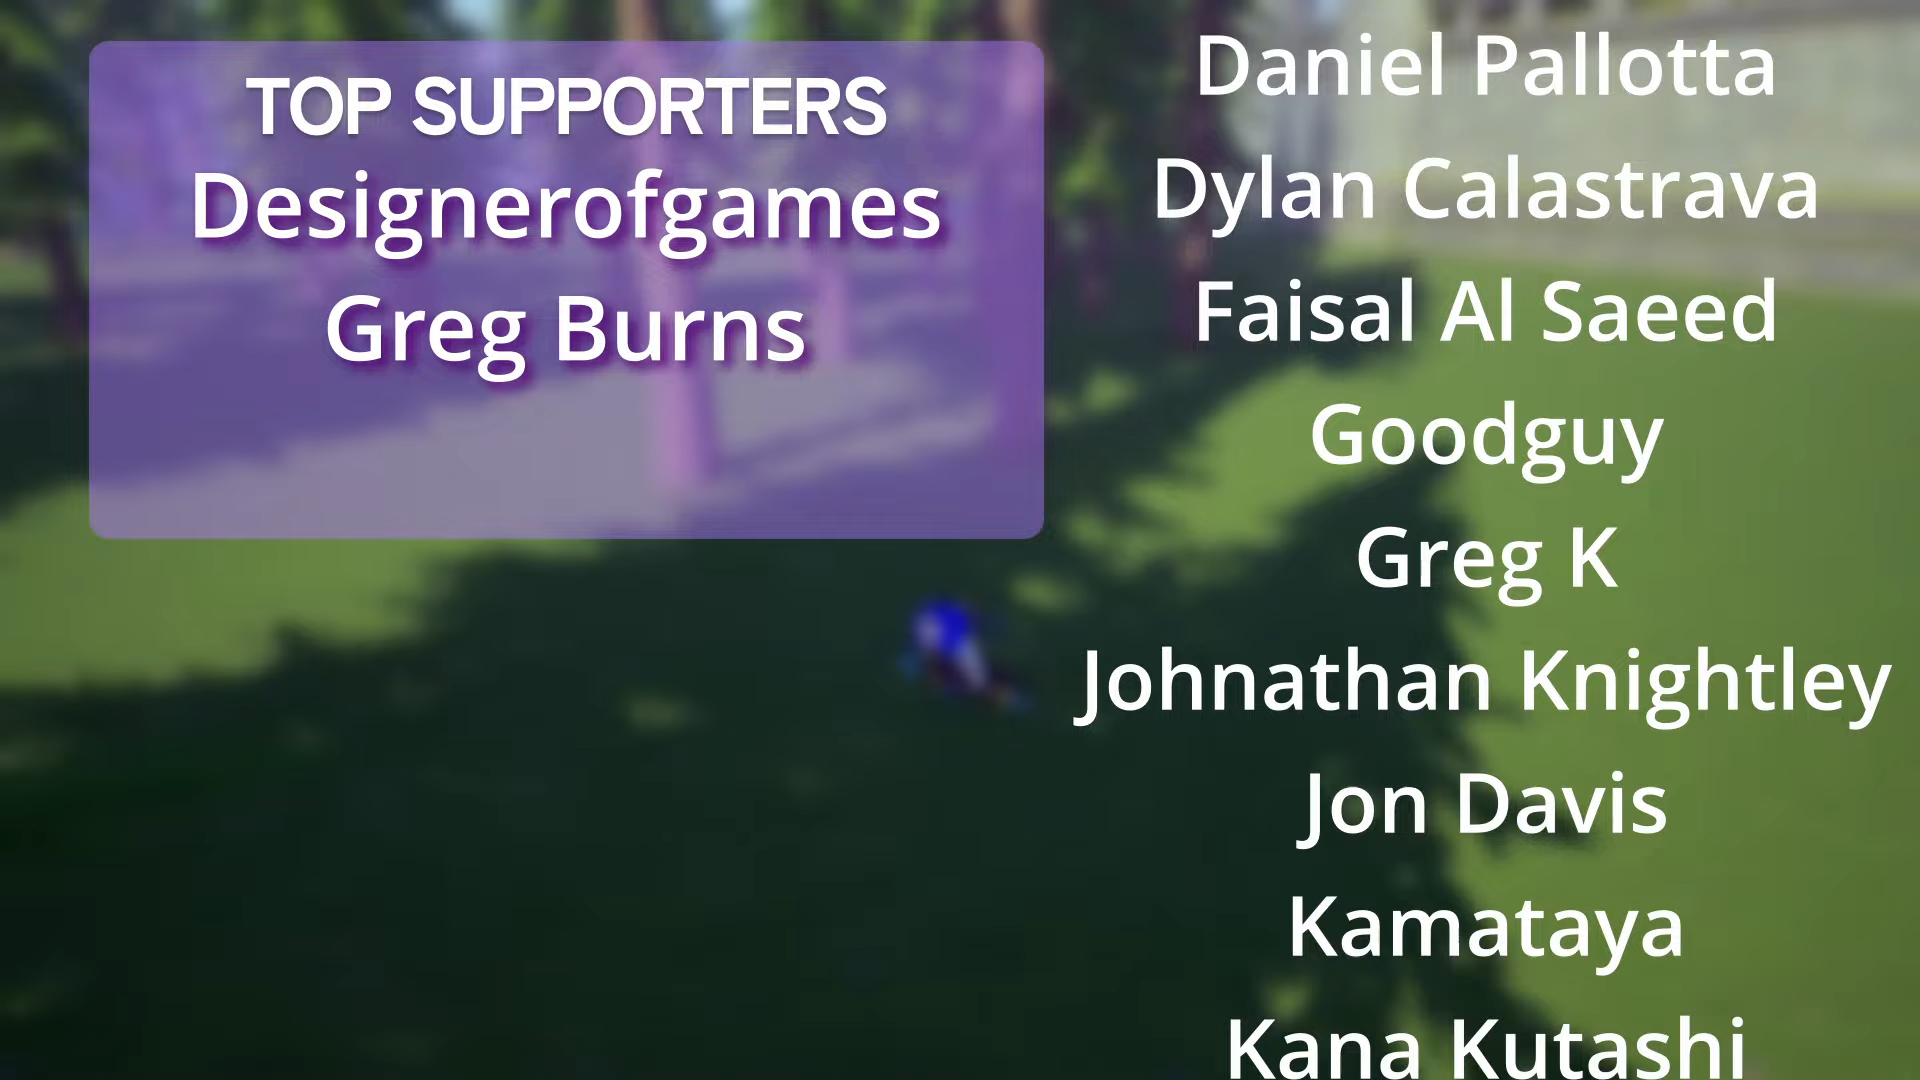 TOP SUPPORTERS
Designerofgames
Greg Burns
Daniel Pallotta
Dylan Calastrava
Faisal Al Saeed
Goodguy
Greg K
Johnathan Knightley
Jon Davis
Kamataya
Kana Kutashi